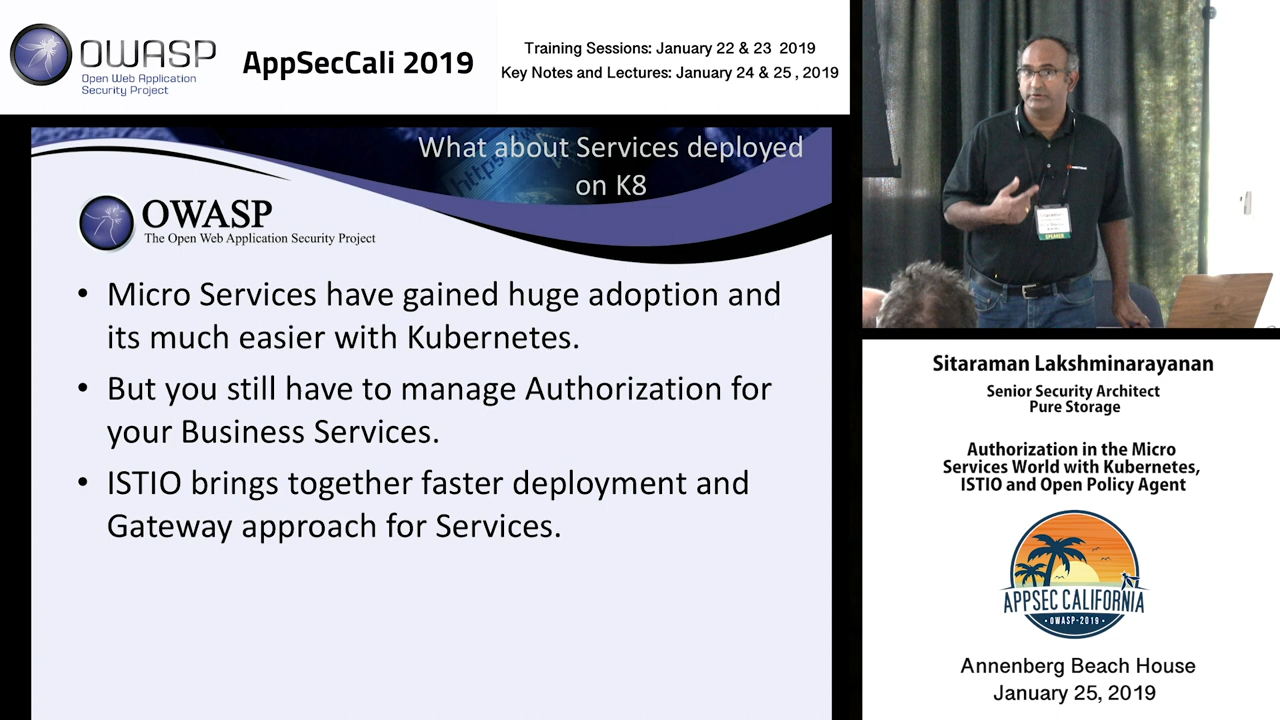 OWASP
Open Web Application
Security Project
AppSecCali 2019
Training Sessions: January 22 & 23 2019
Key Notes and Lectures: January 24 & 25 , 2019
What about Services deployed
on K8
OWASP
The Open Web Application Security Project
• Micro Services have gained huge adoption and
its much easier with Kubernetes.
• But you still have to manage Authorization for
your Business Services.
• ISTIO brings together faster deployment and
Gateway approach for Services.
SPEAKER
Sitaraman Lakshminarayanan
Senior Security Architect
Pure Storage
Authorization in the Micro
Services World with Kubernetes,
ISTIO and Open Policy Agent
APPSEC CALIFORNIA
• OWASP-2019 •
Annenberg Beach House
January 25, 2019